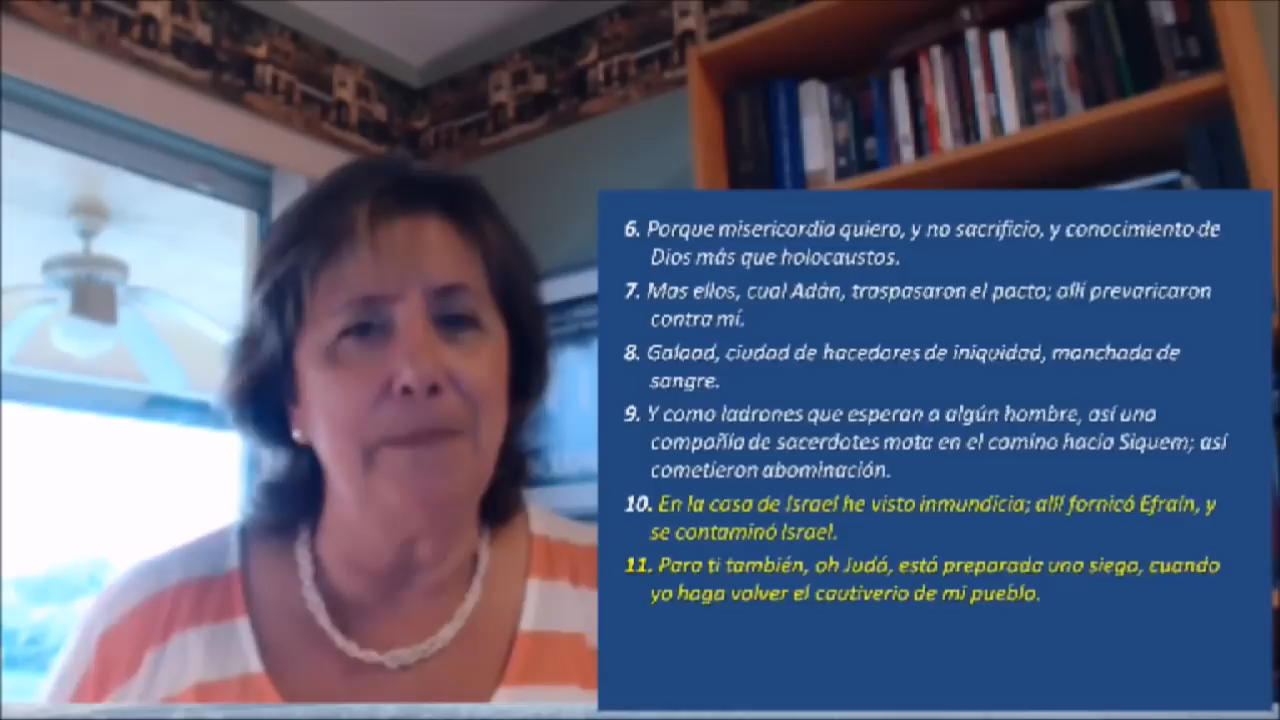 6. Porque misericordia quiero, y no sacrificio, y conocimiento de
Dios más que holocaustos.
7. Mas ellos, cual Adán, traspasaron el pacto; allí prevaricaron
contra mí.
8. Galaad, ciudad de hacedores de iniquidad, manchada de
sangre.
9. Y como ladrones que esperan a algún hombre, así una
compañía de sacerdotes mata en el camino hacia Siquem; así
cometieron abominación.
10. En la casa de Israel he visto inmundicia; allí fornicó Efraín, y
se contaminó Israel.
11. Para ti también, oh Judá, está preparada una siega, cuando
yo haga volver el cautiverio de mi pueblo.